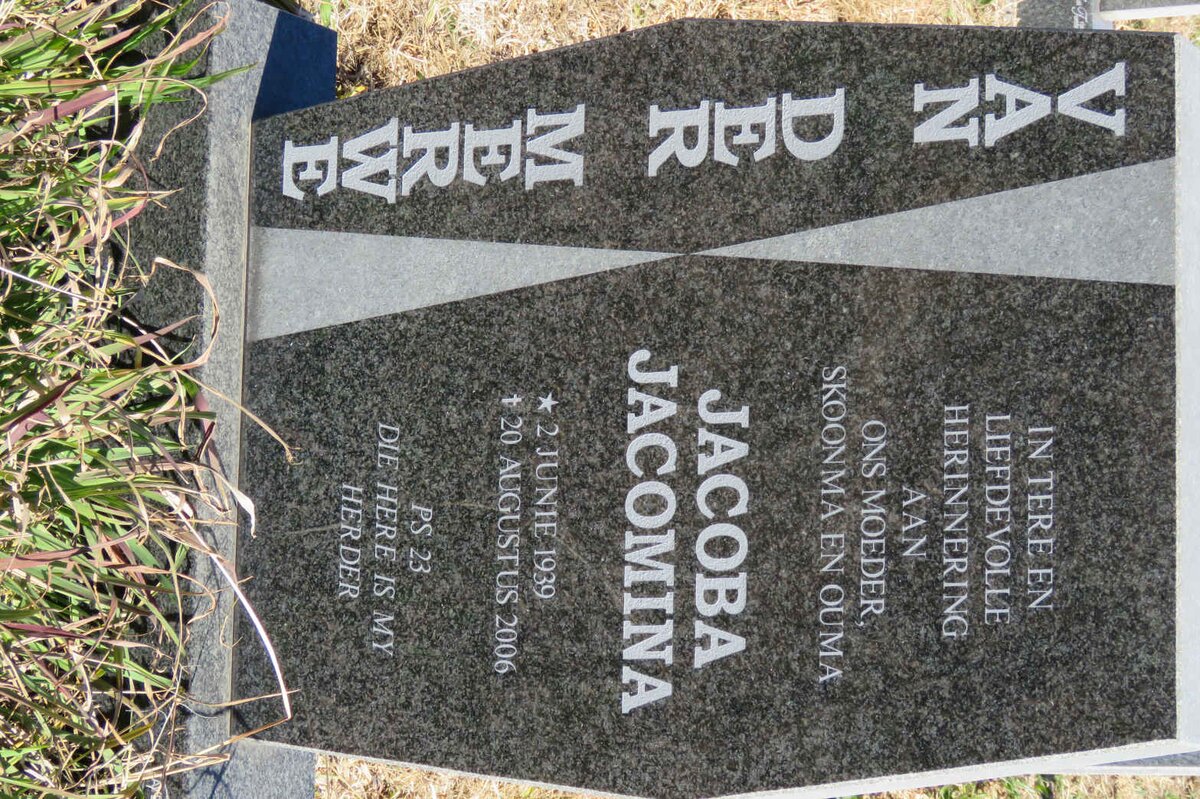 VAN
DER
MERWE
IN TERE EN
LIEFDEVOLLE
HERINNERING
AAN
ONS MOEDER,
SKOONMA EN OUMA
JACOBA
JACOMINA
★ 2 JUNIE 1939
✝ 20 AUGUSTUS 2006
PS 23
DIE HERE IS MY
HERDER